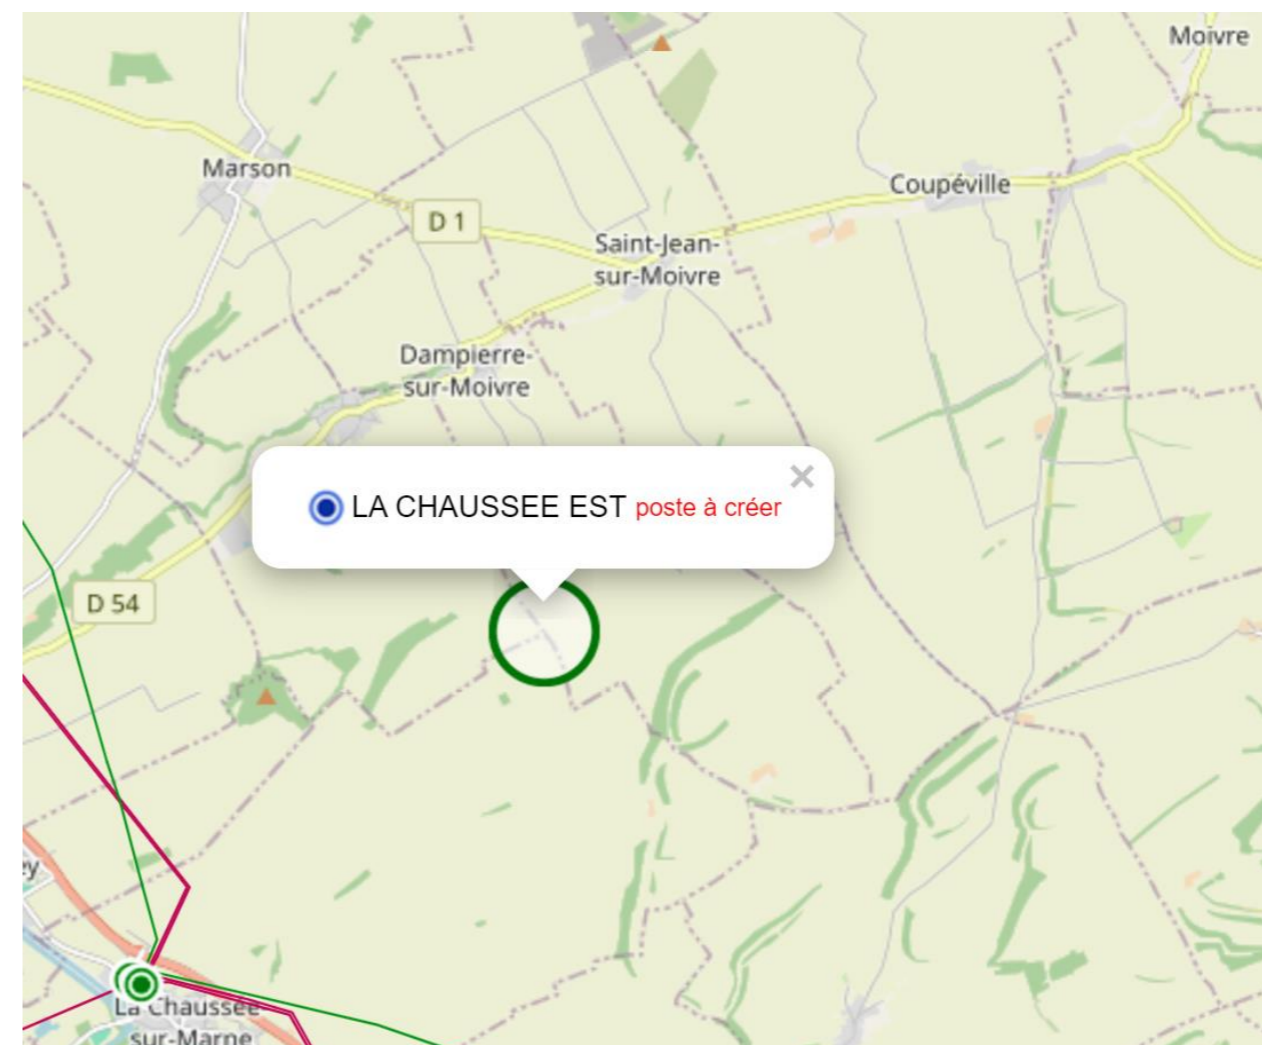 Moivre
Marson
Coupéville
D 1
Saint-Jean-
sur-Moivre
Dampierre-
sur-Moivre
LA CHAUSSEE EST poste à créer
D 54
La Chaussée-
sur-Marne